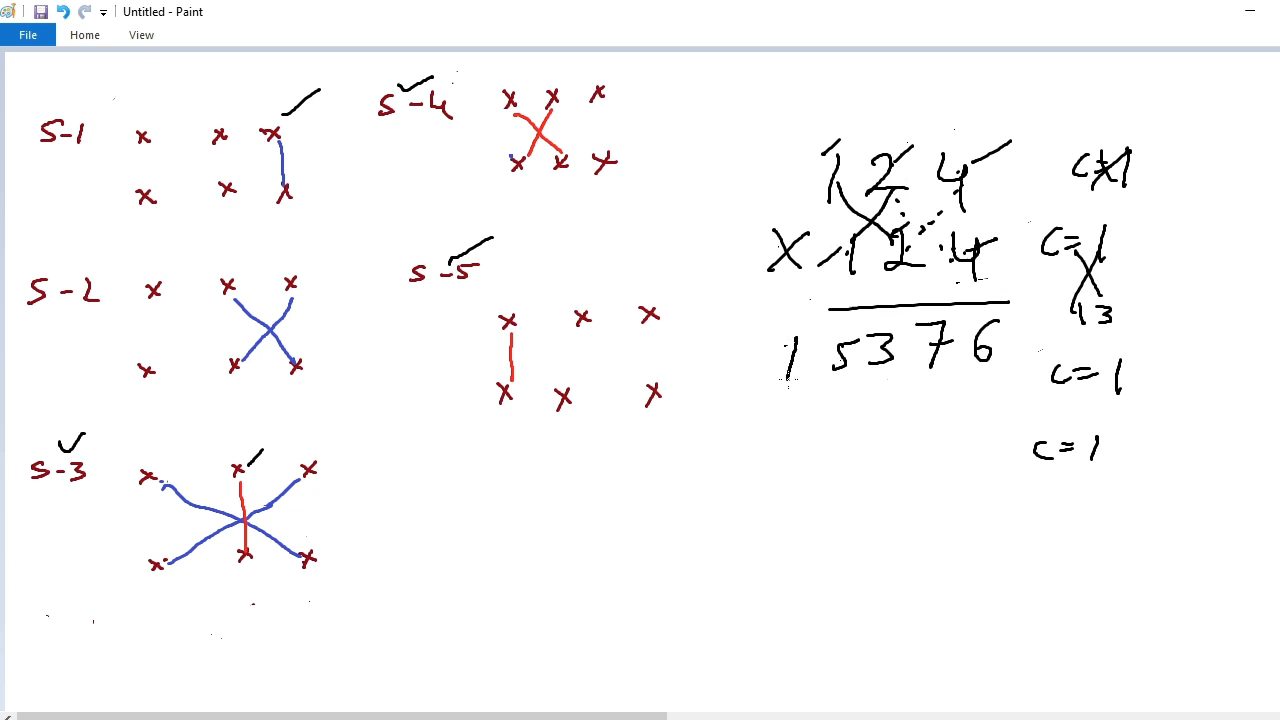 Untitled - Paint
File Home View
S-1 x x x
x x x
S-2 x x x
x x x
S-3 x x x
x x x
S-4 x x x
x x x
S-5
x x x
x x x
1 2 4
X 1 2 4
1 5 3 7 6
C=1
C=1
13
C=1
C=1